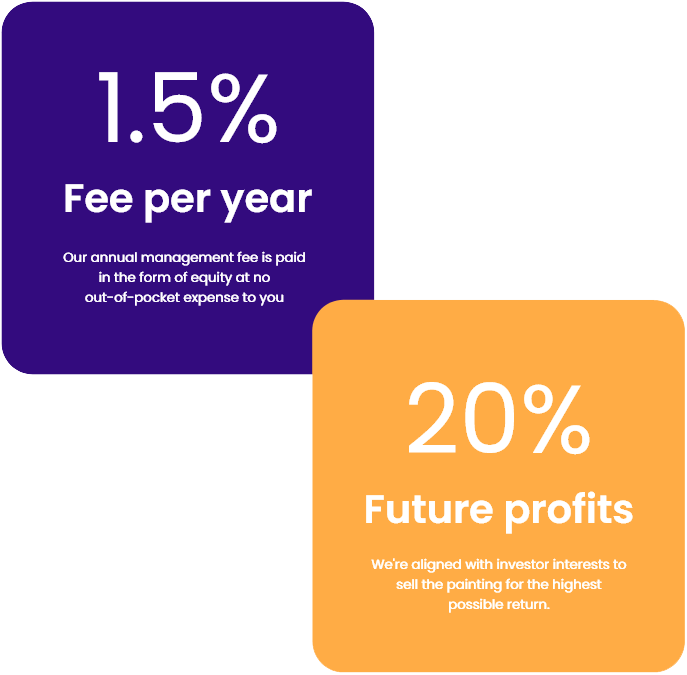 1.5%
Fee per year
Our annual management fee is paid
in the form of equity at no
out-of-pocket expense to you
20%
Future profits
We're aligned with investor interests to
sell the painting for the highest
possible return.